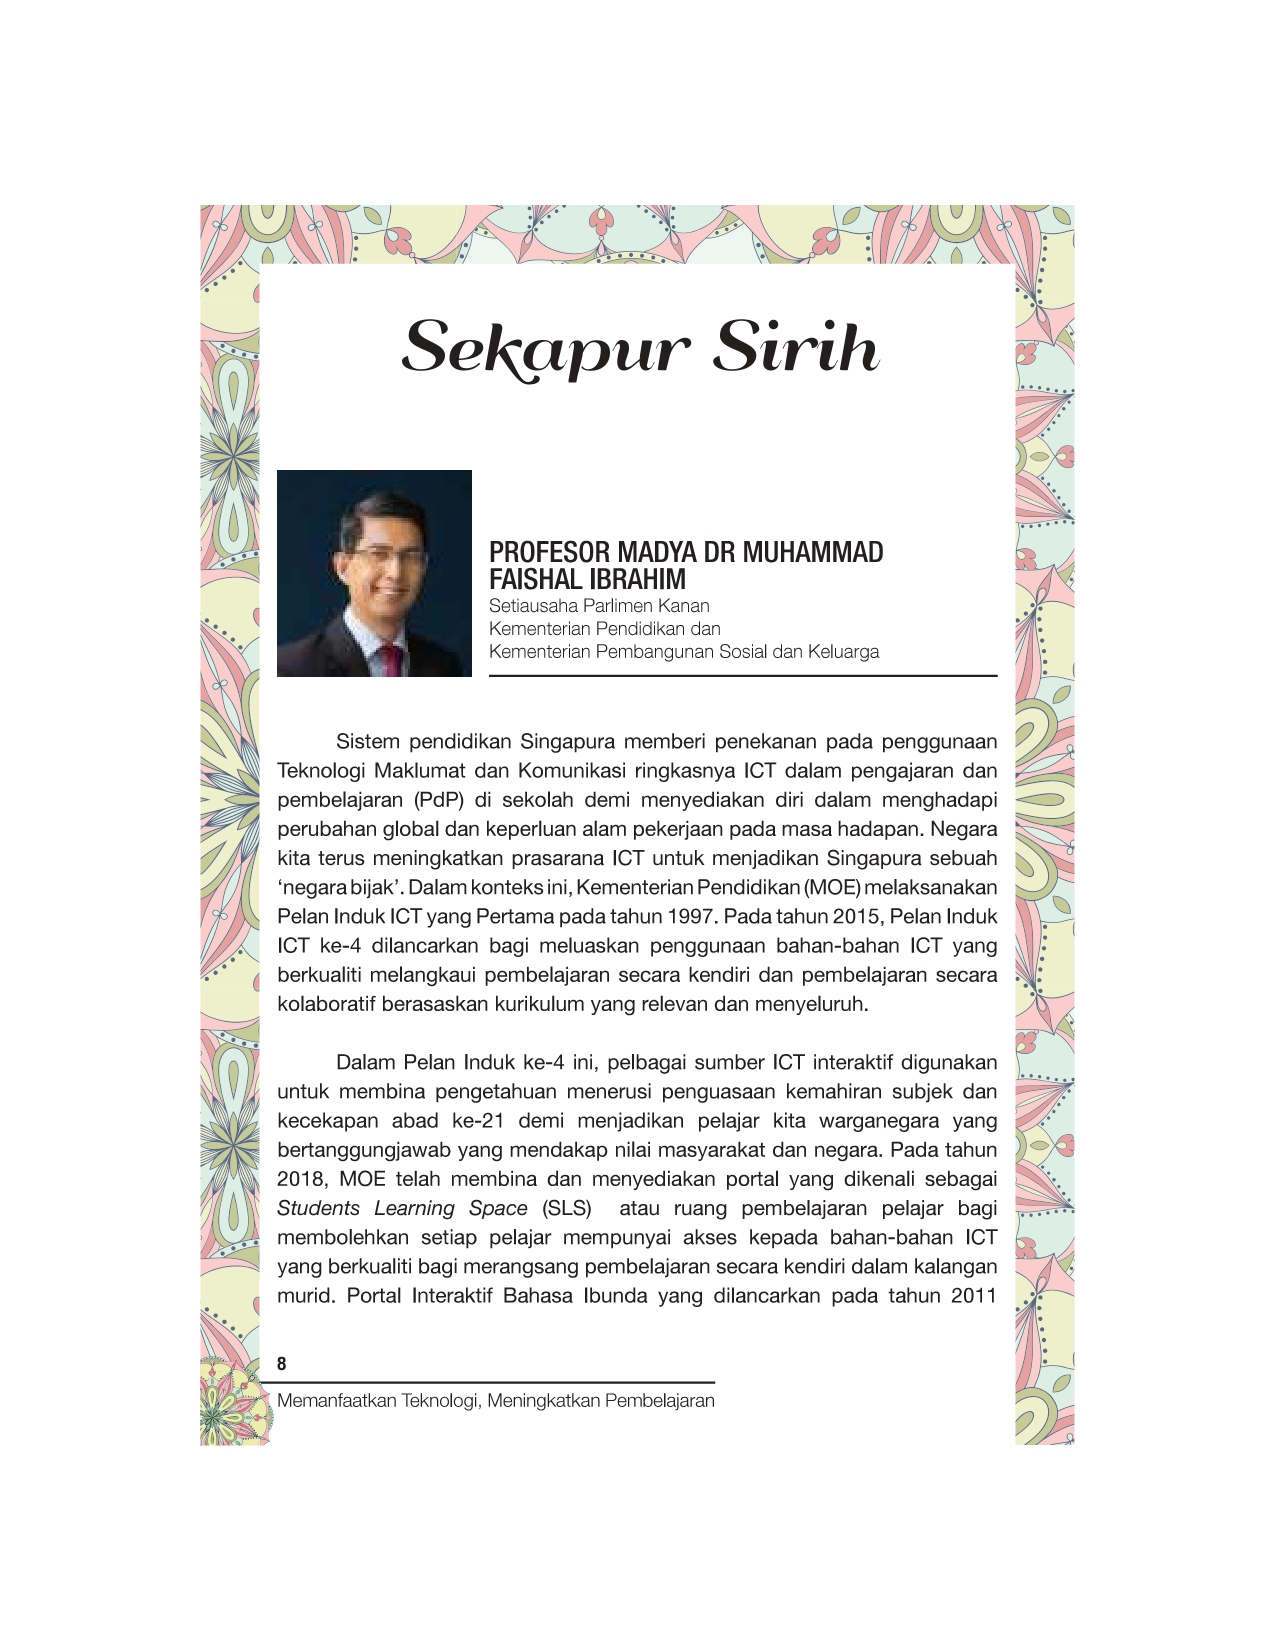 Sekapur Sirih
PROFESOR MADYA DR MUHAMMAD
FAISHAL IBRAHIM
Setiausaha Parlimen Kanan
Kementerian Pendidikan dan
Kementerian Pembangunan Sosial dan Keluarga
Sistem pendidikan Singapura memberi penekanan pada penggunaan
Teknologi Maklumat dan Komunikasi ringkasnya ICT dalam pengajaran dan
pembelajaran (PdP) di sekolah demi menyediakan diri dalam menghadapi
perubahan global dan keperluan alam pekerjaan pada masa hadapan. Negara
kita terus meningkatkan prasarana ICT untuk menjadikan Singapura sebuah
‘negara bijak’. Dalam konteks ini, Kementerian Pendidikan (MOE) melaksanakan
Pelan Induk ICT yang Pertama pada tahun 1997. Pada tahun 2015, Pelan Induk
ICT ke-4 dilancarkan bagi meluaskan penggunaan bahan-bahan ICT yang
berkualiti melangkaui pembelajaran secara kendiri dan pembelajaran secara
kolaboratif berasaskan kurikulum yang relevan dan menyeluruh.
Dalam Pelan Induk ke-4 ini, pelbagai sumber ICT interaktif digunakan
untuk membina pengetahuan menerusi penguasaan kemahiran subjek dan
kecekapan abad ke-21 demi menjadikan pelajar kita warganegara yang
bertanggungjawab yang mendakap nilai masyarakat dan negara. Pada tahun
2018, MOE telah membina dan menyediakan portal yang dikenali sebagai
Students Learning Space (SLS) atau ruang pembelajaran pelajar bagi
membolehkan setiap pelajar mempunyai akses kepada bahan-bahan ICT
yang berkualiti bagi merangsang pembelajaran secara kendiri dalam kalangan
murid. Portal Interaktif Bahasa Ibunda yang dilancarkan pada tahun 2011
8
Memanfaatkan Teknologi, Meningkatkan Pembelajaran